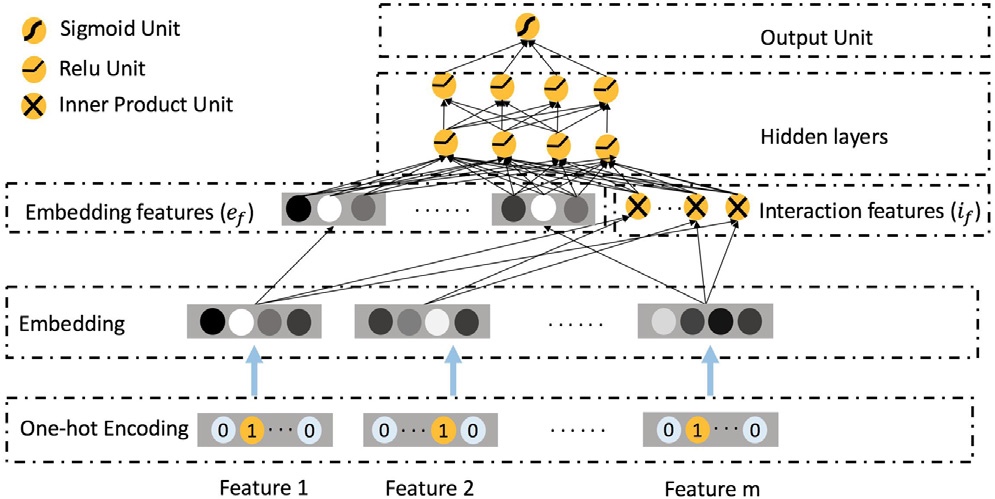 Sigmoid Unit
Relu Unit
Inner Product Unit
Output Unit
Hidden layers
Embedding features (e_f)
······
···
Interaction features (i_f)
Embedding
······
One-hot Encoding
0 1 ··· 0
0 ··· 1 0
······
0 1 ··· 0
Feature 1
Feature 2
Feature m